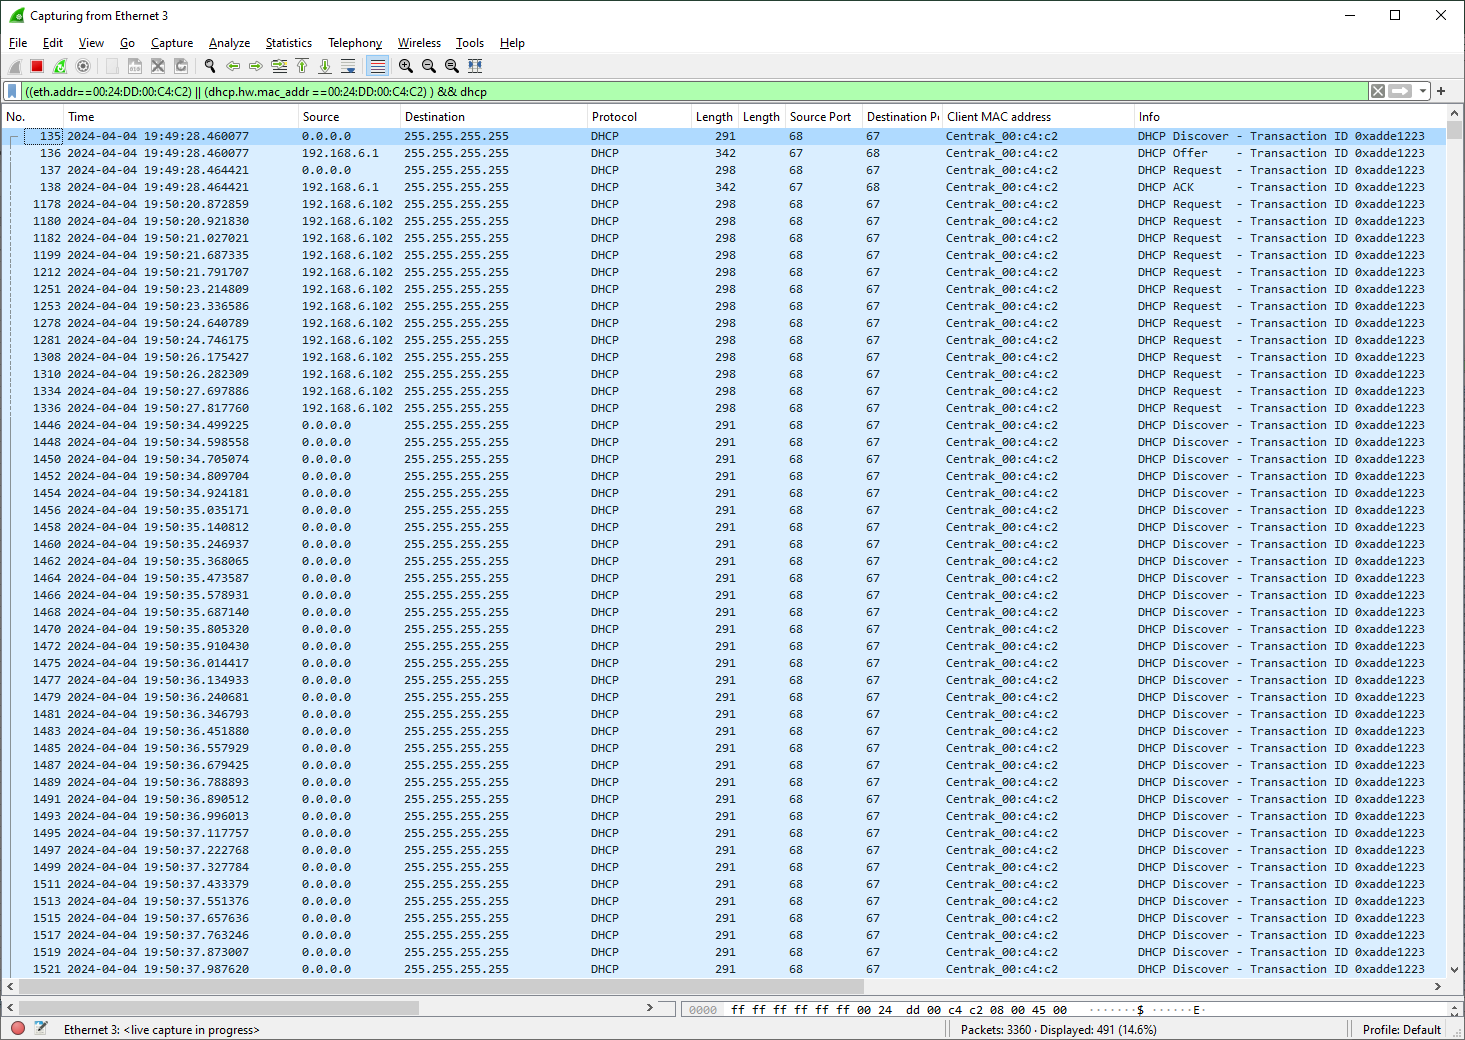 Capturing from Ethernet 3
File Edit View Go Capture Analyze Statistics Telephony Wireless Tools Help
((eth.addr==00:24:DD:00:C4:C2) || (dhcp.hw.mac_addr ==00:24:DD:00:C4:C2) ) && dhcp
No. Time Source Destination Protocol Length Length Source Port Destination P Client MAC address Info
135 2024-04-04 19:49:28.460077 0.0.0.0 255.255.255.255 DHCP 291 68 67 Centrak_00:c4:c2 DHCP Discover - Transaction ID 0xadde1223
136 2024-04-04 19:49:28.460077 192.168.6.1 255.255.255.255 DHCP 342 67 68 Centrak_00:c4:c2 DHCP Offer - Transaction ID 0xadde1223
137 2024-04-04 19:49:28.464421 0.0.0.0 255.255.255.255 DHCP 298 68 67 Centrak_00:c4:c2 DHCP Request - Transaction ID 0xadde1223
138 2024-04-04 19:49:28.464421 192.168.6.1 255.255.255.255 DHCP 342 67 68 Centrak_00:c4:c2 DHCP ACK - Transaction ID 0xadde1223
1178 2024-04-04 19:50:20.872859 192.168.6.102 255.255.255.255 DHCP 298 68 67 Centrak_00:c4:c2 DHCP Request - Transaction ID 0xadde1223
1180 2024-04-04 19:50:20.921830 192.168.6.102 255.255.255.255 DHCP 298 68 67 Centrak_00:c4:c2 DHCP Request - Transaction ID 0xadde1223
1182 2024-04-04 19:50:21.027021 192.168.6.102 255.255.255.255 DHCP 298 68 67 Centrak_00:c4:c2 DHCP Request - Transaction ID 0xadde1223
1199 2024-04-04 19:50:21.687335 192.168.6.102 255.255.255.255 DHCP 298 68 67 Centrak_00:c4:c2 DHCP Request - Transaction ID 0xadde1223
1212 2024-04-04 19:50:21.791707 192.168.6.102 255.255.255.255 DHCP 298 68 67 Centrak_00:c4:c2 DHCP Request - Transaction ID 0xadde1223
1251 2024-04-04 19:50:23.214809 192.168.6.102 255.255.255.255 DHCP 298 68 67 Centrak_00:c4:c2 DHCP Request - Transaction ID 0xadde1223
1253 2024-04-04 19:50:23.336586 192.168.6.102 255.255.255.255 DHCP 298 68 67 Centrak_00:c4:c2 DHCP Request - Transaction ID 0xadde1223
1278 2024-04-04 19:50:24.640789 192.168.6.102 255.255.255.255 DHCP 298 68 67 Centrak_00:c4:c2 DHCP Request - Transaction ID 0xadde1223
1281 2024-04-04 19:50:24.746175 192.168.6.102 255.255.255.255 DHCP 298 68 67 Centrak_00:c4:c2 DHCP Request - Transaction ID 0xadde1223
1308 2024-04-04 19:50:26.175427 192.168.6.102 255.255.255.255 DHCP 298 68 67 Centrak_00:c4:c2 DHCP Request - Transaction ID 0xadde1223
1310 2024-04-04 19:50:26.282309 192.168.6.102 255.255.255.255 DHCP 298 68 67 Centrak_00:c4:c2 DHCP Request - Transaction ID 0xadde1223
1334 2024-04-04 19:50:27.697886 192.168.6.102 255.255.255.255 DHCP 298 68 67 Centrak_00:c4:c2 DHCP Request - Transaction ID 0xadde1223
1336 2024-04-04 19:50:27.817760 192.168.6.102 255.255.255.255 DHCP 298 68 67 Centrak_00:c4:c2 DHCP Request - Transaction ID 0xadde1223
1446 2024-04-04 19:50:34.499225 0.0.0.0 255.255.255.255 DHCP 291 68 67 Centrak_00:c4:c2 DHCP Discover - Transaction ID 0xadde1223
1448 2024-04-04 19:50:34.598558 0.0.0.0 255.255.255.255 DHCP 291 68 67 Centrak_00:c4:c2 DHCP Discover - Transaction ID 0xadde1223
1450 2024-04-04 19:50:34.705074 0.0.0.0 255.255.255.255 DHCP 291 68 67 Centrak_00:c4:c2 DHCP Discover - Transaction ID 0xadde1223
1452 2024-04-04 19:50:34.809704 0.0.0.0 255.255.255.255 DHCP 291 68 67 Centrak_00:c4:c2 DHCP Discover - Transaction ID 0xadde1223
1454 2024-04-04 19:50:34.924181 0.0.0.0 255.255.255.255 DHCP 291 68 67 Centrak_00:c4:c2 DHCP Discover - Transaction ID 0xadde1223
1456 2024-04-04 19:50:35.035171 0.0.0.0 255.255.255.255 DHCP 291 68 67 Centrak_00:c4:c2 DHCP Discover - Transaction ID 0xadde1223
1458 2024-04-04 19:50:35.140812 0.0.0.0 255.255.255.255 DHCP 291 68 67 Centrak_00:c4:c2 DHCP Discover - Transaction ID 0xadde1223
1460 2024-04-04 19:50:35.246937 0.0.0.0 255.255.255.255 DHCP 291 68 67 Centrak_00:c4:c2 DHCP Discover - Transaction ID 0xadde1223
1462 2024-04-04 19:50:35.368065 0.0.0.0 255.255.255.255 DHCP 291 68 67 Centrak_00:c4:c2 DHCP Discover - Transaction ID 0xadde1223
1464 2024-04-04 19:50:35.473587 0.0.0.0 255.255.255.255 DHCP 291 68 67 Centrak_00:c4:c2 DHCP Discover - Transaction ID 0xadde1223
1466 2024-04-04 19:50:35.578931 0.0.0.0 255.255.255.255 DHCP 291 68 67 Centrak_00:c4:c2 DHCP Discover - Transaction ID 0xadde1223
1468 2024-04-04 19:50:35.687140 0.0.0.0 255.255.255.255 DHCP 291 68 67 Centrak_00:c4:c2 DHCP Discover - Transaction ID 0xadde1223
1470 2024-04-04 19:50:35.805320 0.0.0.0 255.255.255.255 DHCP 291 68 67 Centrak_00:c4:c2 DHCP Discover - Transaction ID 0xadde1223
1472 2024-04-04 19:50:35.910430 0.0.0.0 255.255.255.255 DHCP 291 68 67 Centrak_00:c4:c2 DHCP Discover - Transaction ID 0xadde1223
1475 2024-04-04 19:50:36.014417 0.0.0.0 255.255.255.255 DHCP 291 68 67 Centrak_00:c4:c2 DHCP Discover - Transaction ID 0xadde1223
1477 2024-04-04 19:50:36.134933 0.0.0.0 255.255.255.255 DHCP 291 68 67 Centrak_00:c4:c2 DHCP Discover - Transaction ID 0xadde1223
1479 2024-04-04 19:50:36.240681 0.0.0.0 255.255.255.255 DHCP 291 68 67 Centrak_00:c4:c2 DHCP Discover - Transaction ID 0xadde1223
1481 2024-04-04 19:50:36.346793 0.0.0.0 255.255.255.255 DHCP 291 68 67 Centrak_00:c4:c2 DHCP Discover - Transaction ID 0xadde1223
1483 2024-04-04 19:50:36.451880 0.0.0.0 255.255.255.255 DHCP 291 68 67 Centrak_00:c4:c2 DHCP Discover - Transaction ID 0xadde1223
1485 2024-04-04 19:50:36.557929 0.0.0.0 255.255.255.255 DHCP 291 68 67 Centrak_00:c4:c2 DHCP Discover - Transaction ID 0xadde1223
1487 2024-04-04 19:50:36.679425 0.0.0.0 255.255.255.255 DHCP 291 68 67 Centrak_00:c4:c2 DHCP Discover - Transaction ID 0xadde1223
1489 2024-04-04 19:50:36.788893 0.0.0.0 255.255.255.255 DHCP 291 68 67 Centrak_00:c4:c2 DHCP Discover - Transaction ID 0xadde1223
1491 2024-04-04 19:50:36.890512 0.0.0.0 255.255.255.255 DHCP 291 68 67 Centrak_00:c4:c2 DHCP Discover - Transaction ID 0xadde1223
1493 2024-04-04 19:50:36.996013 0.0.0.0 255.255.255.255 DHCP 291 68 67 Centrak_00:c4:c2 DHCP Discover - Transaction ID 0xadde1223
1495 2024-04-04 19:50:37.117757 0.0.0.0 255.255.255.255 DHCP 291 68 67 Centrak_00:c4:c2 DHCP Discover - Transaction ID 0xadde1223
1497 2024-04-04 19:50:37.222768 0.0.0.0 255.255.255.255 DHCP 291 68 67 Centrak_00:c4:c2 DHCP Discover - Transaction ID 0xadde1223
1499 2024-04-04 19:50:37.327784 0.0.0.0 255.255.255.255 DHCP 291 68 67 Centrak_00:c4:c2 DHCP Discover - Transaction ID 0xadde1223
1511 2024-04-04 19:50:37.433379 0.0.0.0 255.255.255.255 DHCP 291 68 67 Centrak_00:c4:c2 DHCP Discover - Transaction ID 0xadde1223
1513 2024-04-04 19:50:37.551376 0.0.0.0 255.255.255.255 DHCP 291 68 67 Centrak_00:c4:c2 DHCP Discover - Transaction ID 0xadde1223
1515 2024-04-04 19:50:37.657636 0.0.0.0 255.255.255.255 DHCP 291 68 67 Centrak_00:c4:c2 DHCP Discover - Transaction ID 0xadde1223
1517 2024-04-04 19:50:37.763246 0.0.0.0 255.255.255.255 DHCP 291 68 67 Centrak_00:c4:c2 DHCP Discover - Transaction ID 0xadde1223
1519 2024-04-04 19:50:37.873007 0.0.0.0 255.255.255.255 DHCP 291 68 67 Centrak_00:c4:c2 DHCP Discover - Transaction ID 0xadde1223
1521 2024-04-04 19:50:37.987620 0.0.0.0 255.255.255.255 DHCP 291 68 67 Centrak_00:c4:c2 DHCP Discover - Transaction ID 0xadde1223
0000 ff ff ff ff ff ff 00 24 dd 00 c4 c2 08 00 45 00 ·······$ ······E·
Ethernet 3: <live capture in progress> Packets: 3360 · Displayed: 491 (14.6%) Profile: Default